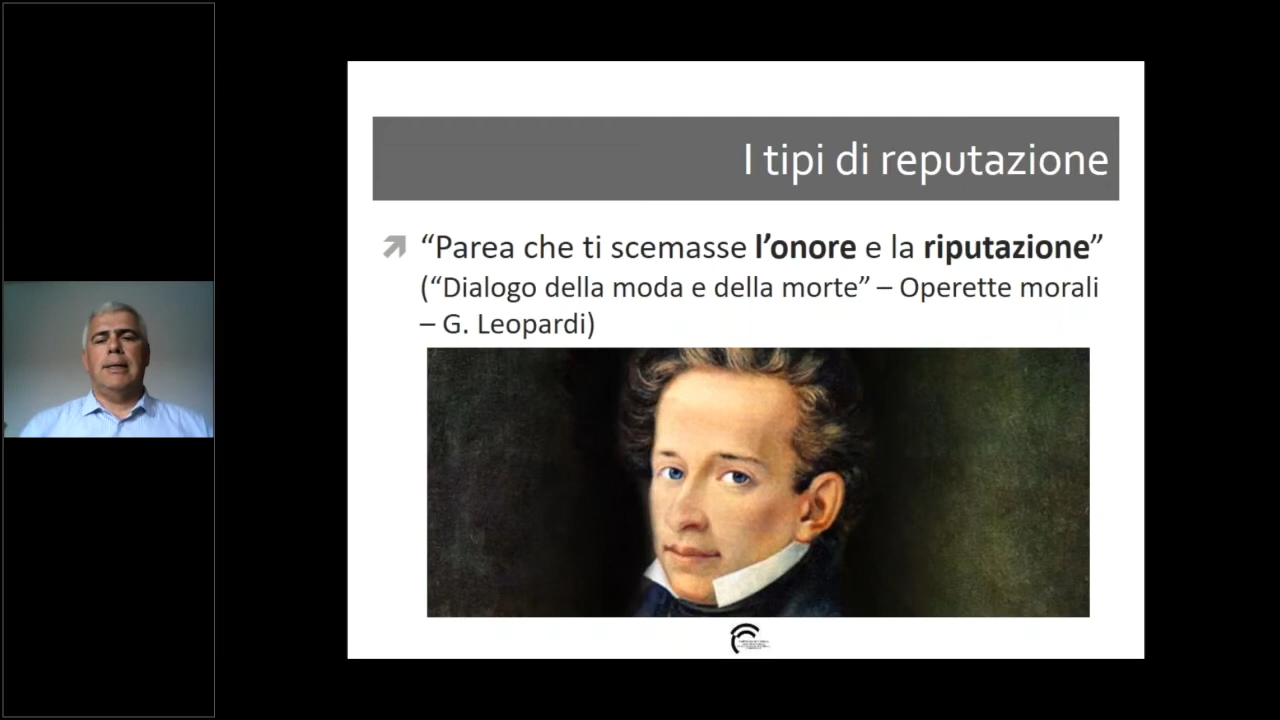 I tipi di reputazione
“Parea che ti scemasse l’onore e la riputazione”
(“Dialogo della moda e della morte” – Operette morali
– G. Leopardi)